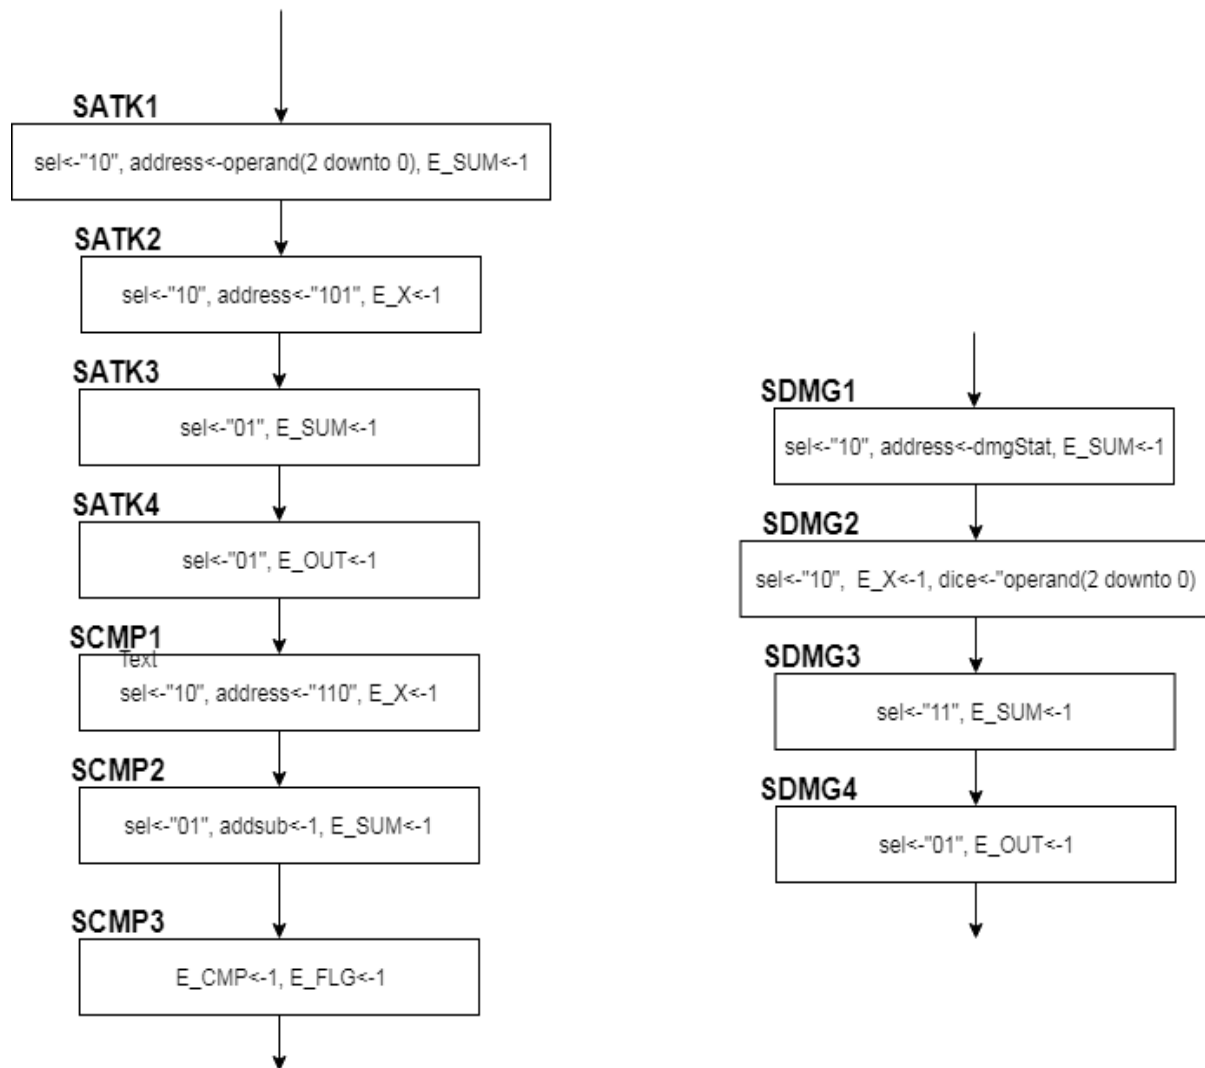 SATK1
sel<-"10", address<-operand(2 downto 0), E_SUM<-1
SATK2
sel<-"10", address<-"101", E_X<-1
SATK3
sel<-"01", E_SUM<-1
SATK4
sel<-"01", E_OUT<-1
SCMP1
Text
sel<-"10", address<-"110", E_X<-1
SCMP2
sel<-"01", addsub<-1, E_SUM<-1
SCMP3
E_CMP<-1, E_FLG<-1
SDMG1
sel<-"10", address<-dmgStat, E_SUM<-1
SDMG2
sel<-"10",  E_X<-1, dice<-"operand(2 downto 0)
SDMG3
sel<-"11", E_SUM<-1
SDMG4
sel<-"01", E_OUT<-1